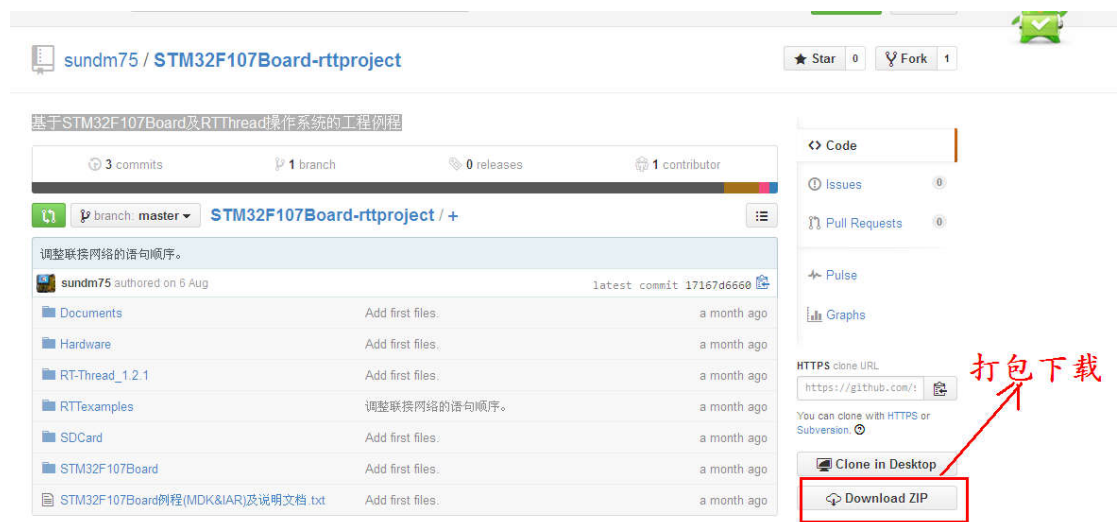 sundm75 / STM32F107Board-rttproject
Star 0 Fork 1
基于STM32F107Board及RTThread操作系统的工程例程
3 commits 1 branch 0 releases 1 contributor
branch: master STM32F107Board-rttproject / +
调整联接网络的语句顺序。
sundm75 authored on 6 Aug latest commit 17167d6660
Documents Add first files. a month ago
Hardware Add first files. a month ago
RT-Thread_1.2.1 Add first files. a month ago
RTTexamples 调整联接网络的语句顺序。 a month ago
SDCard Add first files. a month ago
STM32F107Board Add first files. a month ago
STM32F107Board例程(MDK&IAR)及说明文档.txt Add first files. a month ago
Code
Issues 0
Pull Requests 0
Pulse
Graphs
HTTPS clone URL
https://github.com/
You can clone with HTTPS or
Subversion.
Clone in Desktop
Download ZIP
打包下载